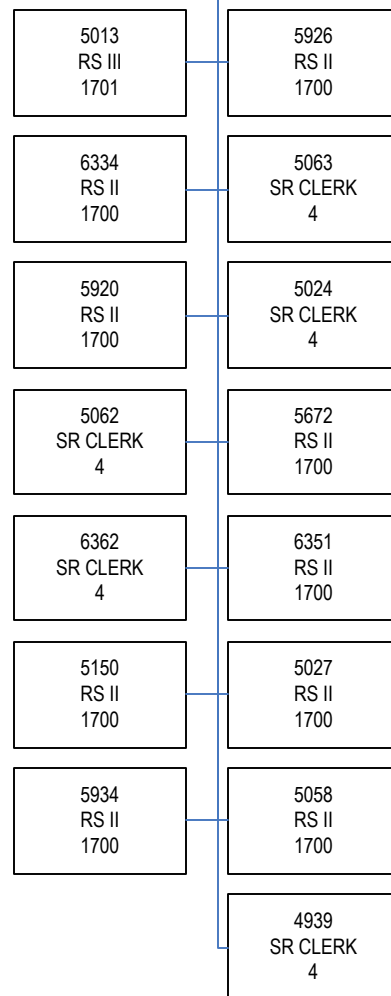 5013
RS III
1701
5926
RS II
1700
6334
RS II
1700
5063
SR CLERK
4
5920
RS II
1700
5024
SR CLERK
4
5062
SR CLERK
4
5672
RS II
1700
6362
SR CLERK
4
6351
RS II
1700
5150
RS II
1700
5027
RS II
1700
5934
RS II
1700
5058
RS II
1700
4939
SR CLERK
4